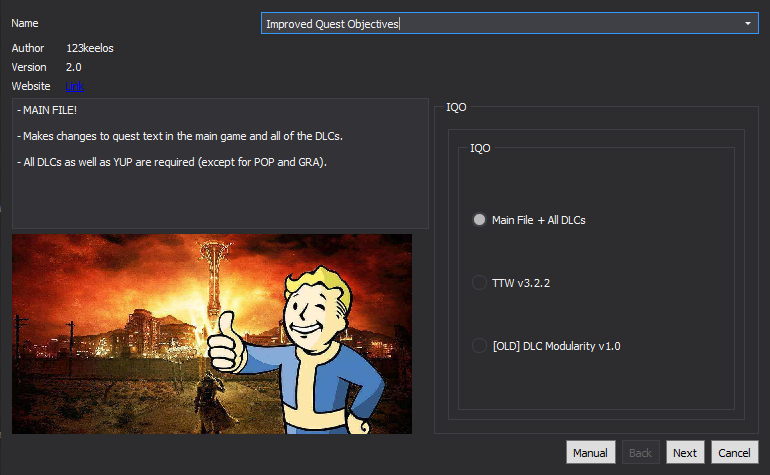 Name
Improved Quest Objectives
Author 123keelos
Version 2.0
Website Link
- MAIN FILE!
- Makes changes to quest text in the main game and all of the DLCs.
- All DLCs as well as YUP are required (except for POP and GRA).
IQO
IQO
Main File + All DLCs
TTW v3.2.2
[OLD] DLC Modularity v1.0
Manual
Back
Next
Cancel